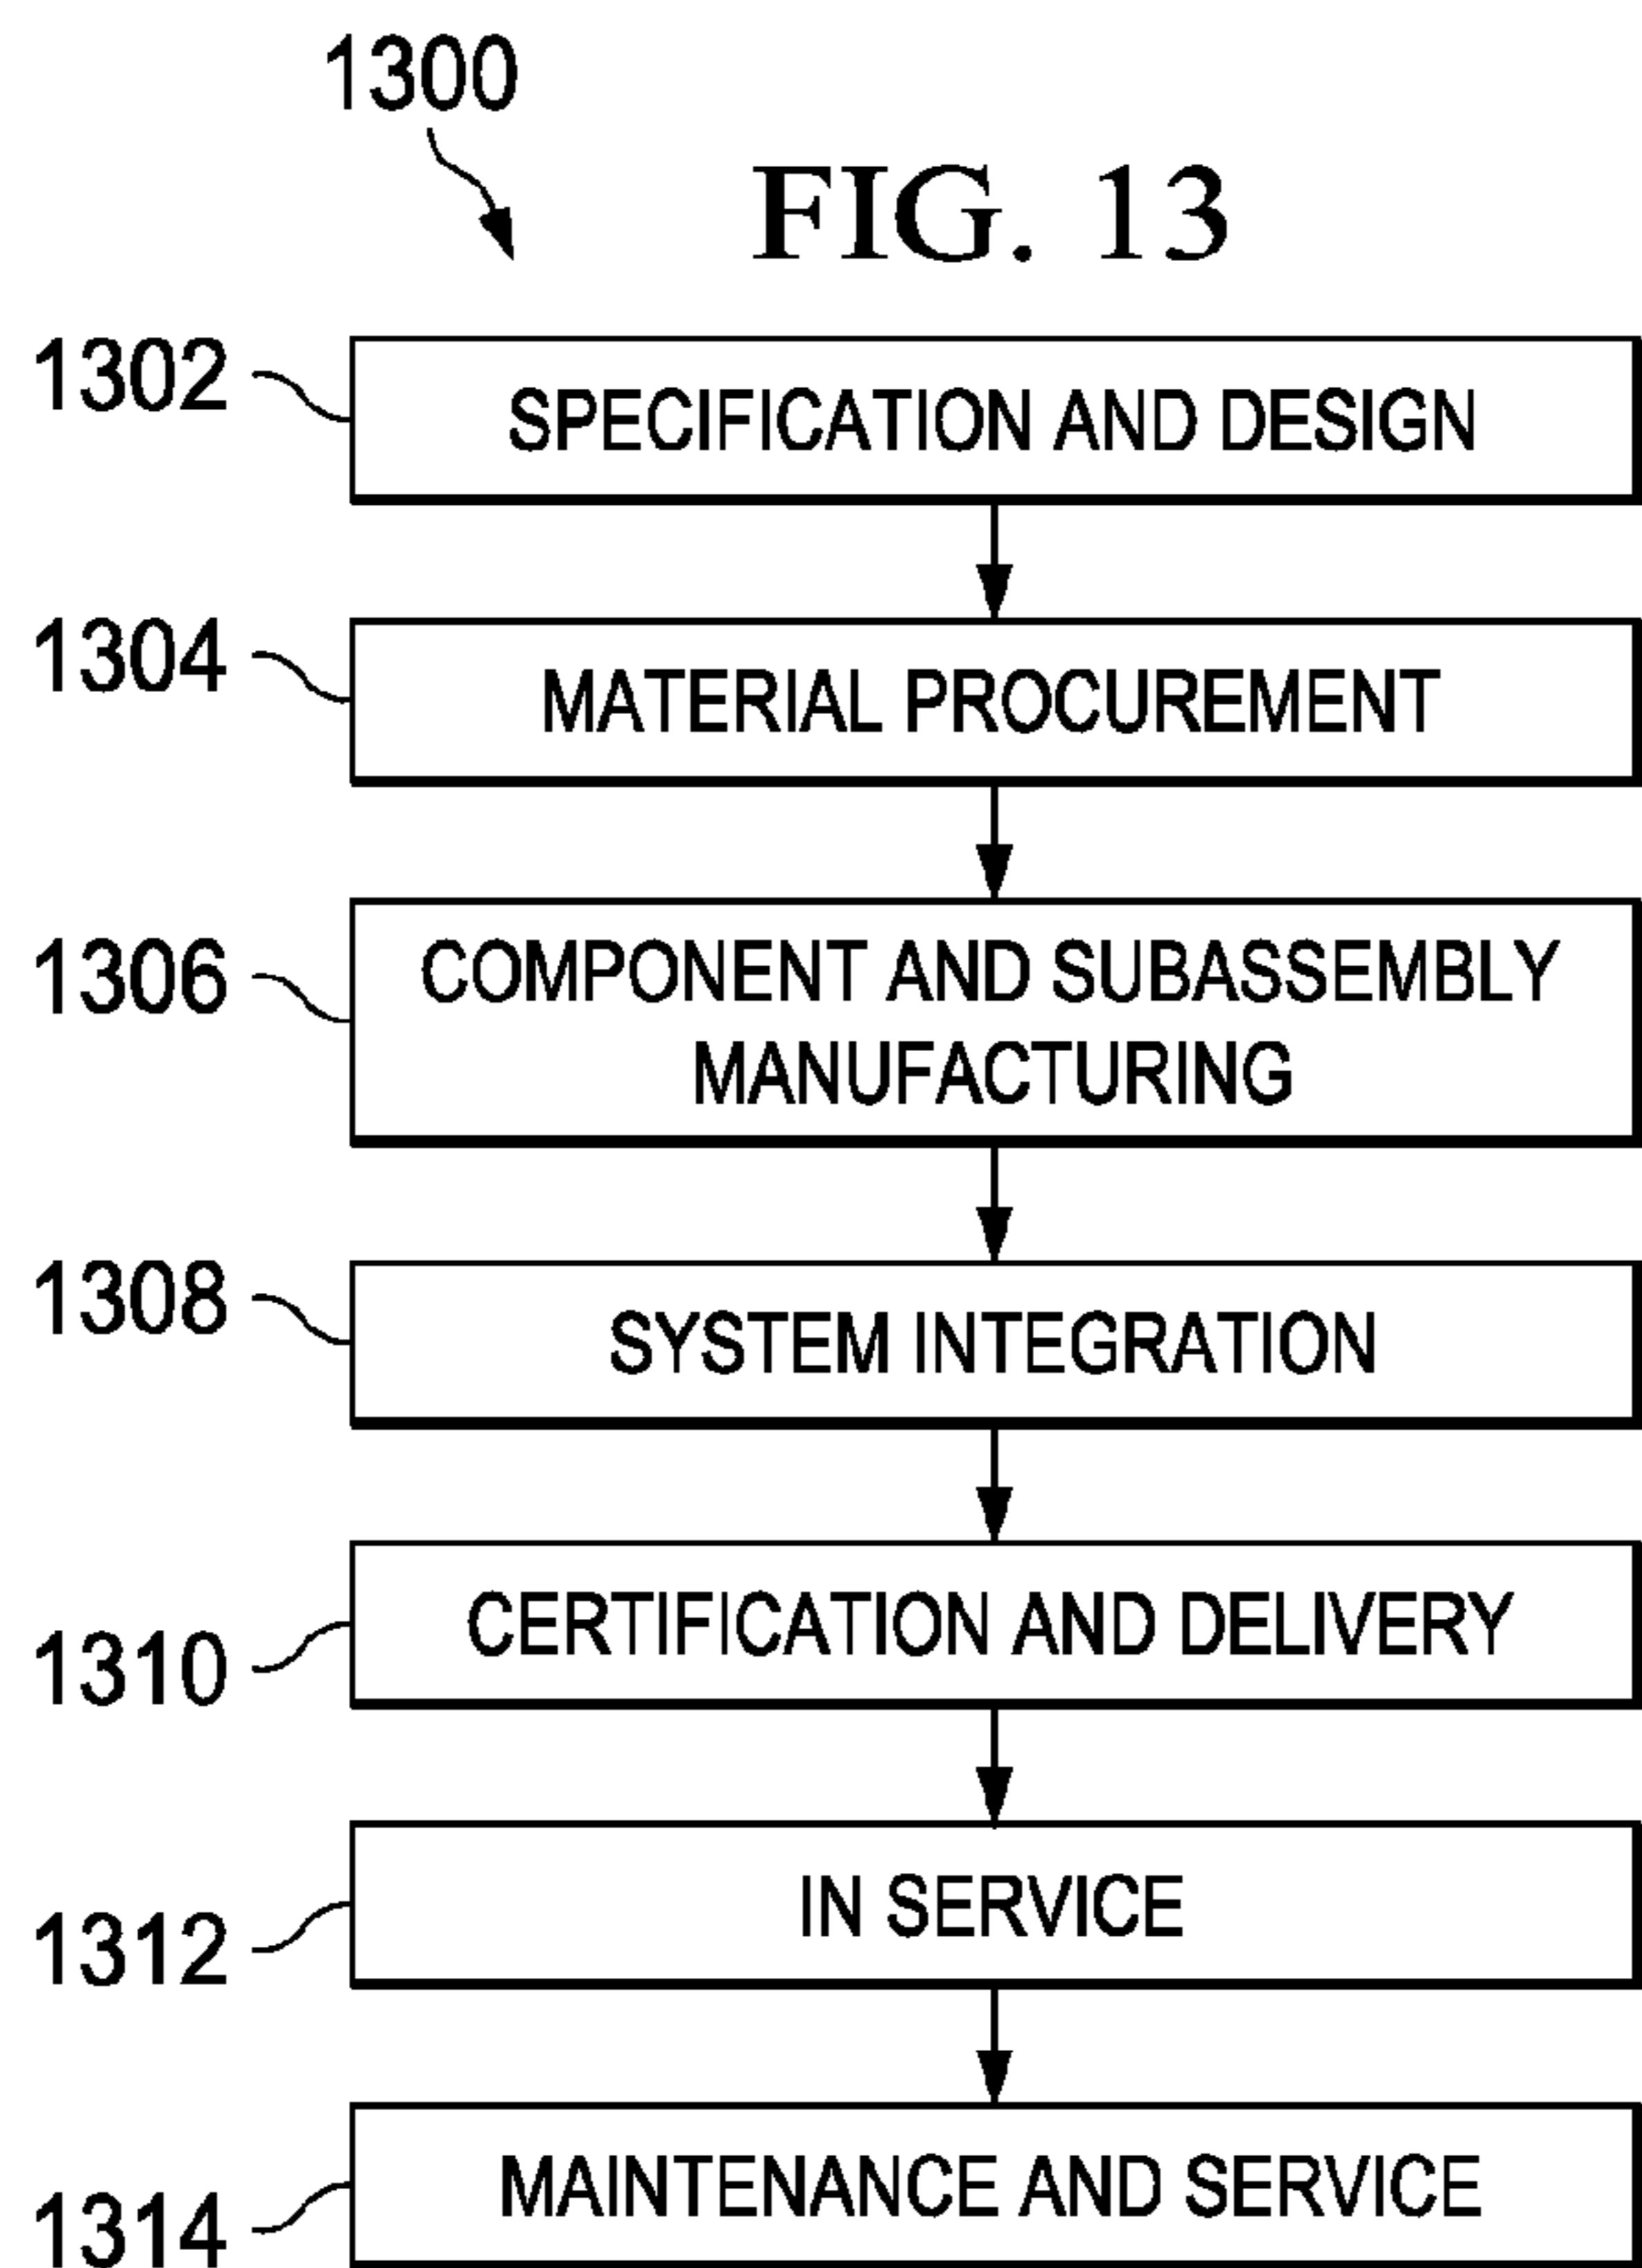 1300
FIG. 13
1302
SPECIFICATION AND DESIGN
1304
MATERIAL PROCUREMENT
1306
COMPONENT AND SUBASSEMBLY
MANUFACTURING
1308
SYSTEM INTEGRATION
1310
CERTIFICATION AND DELIVERY
1312
IN SERVICE
1314
MAINTENANCE AND SERVICE